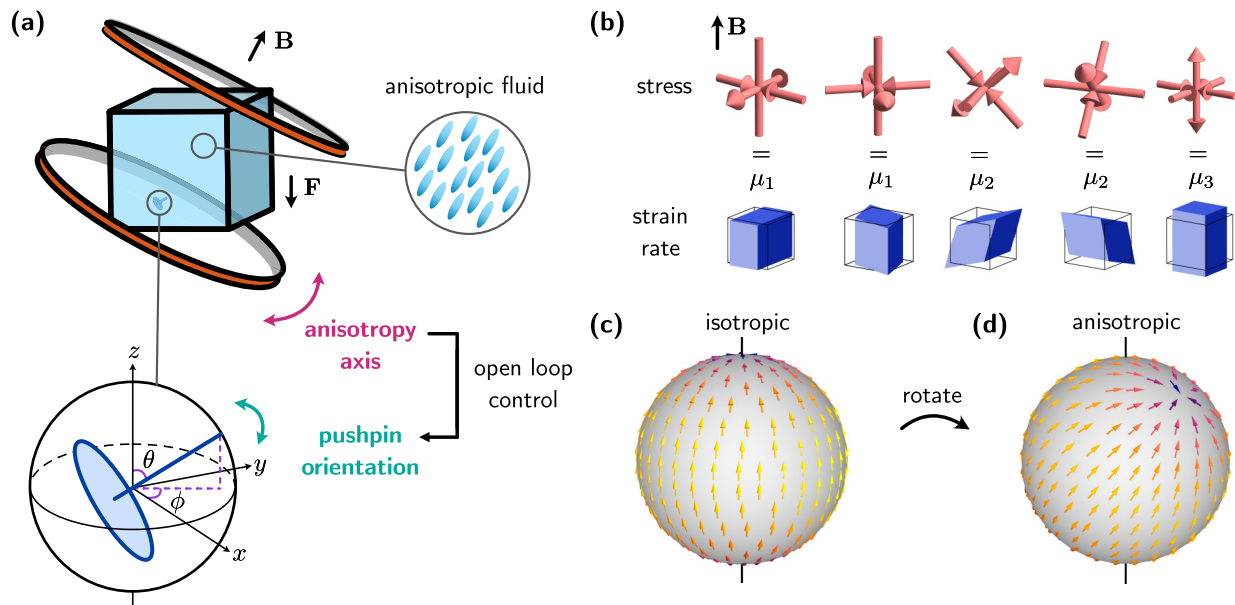 (a)
B
anisotropic fluid
F
anisotropy
axis
open loop
control
pushpin
orientation
z
θ
y
ϕ
x
(b)
B
stress
= = = = =
μ₁ μ₁ μ₂ μ₂ μ₃
strain
rate
(c)
isotropic
rotate
(d)
anisotropic